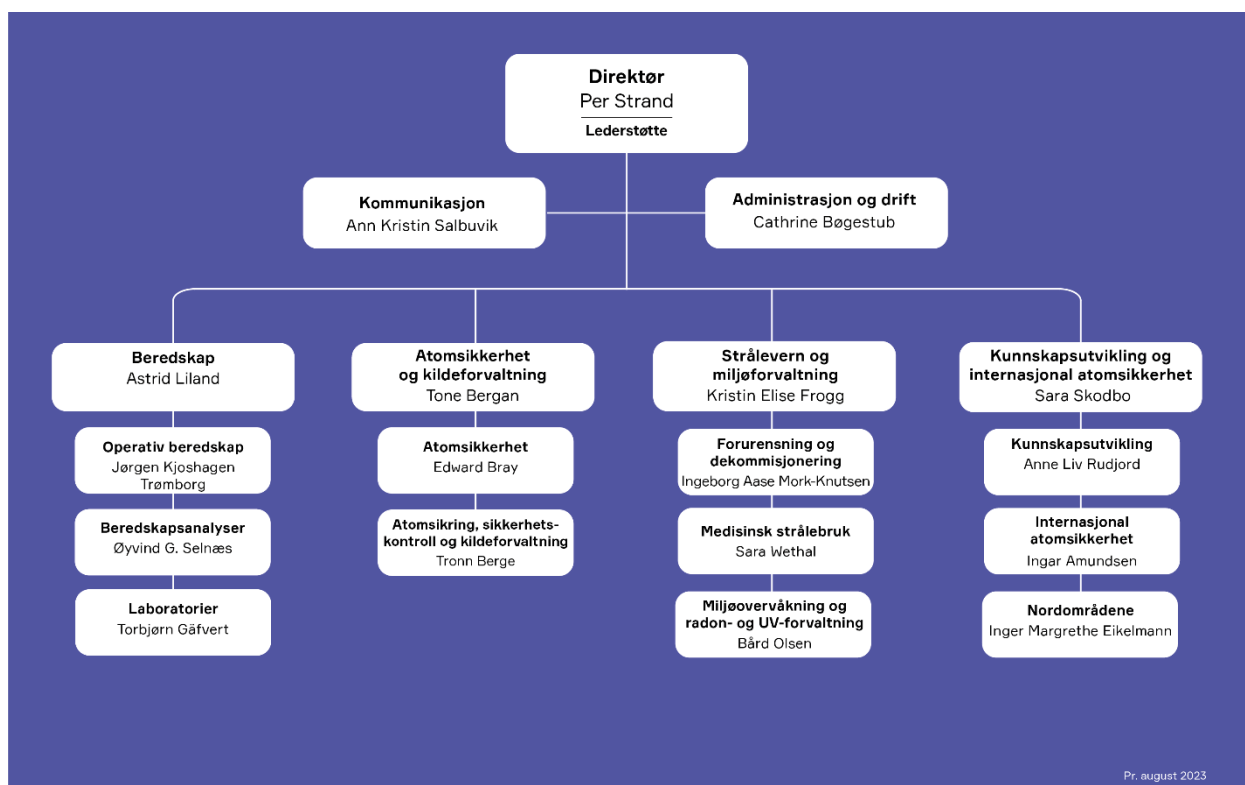 Direktør
Per Strand
Lederstøtte
Kommunikasjon
Ann Kristin Salbuvik
Administrasjon og drift
Cathrine Bøgestub
Beredskap
Astrid Liland
Operativ beredskap
Jørgen Kjoshagen
Trømborg
Beredskapsanalyser
Øyvind G. Selnæs
Laboratorier
Torbjørn Gäfvert
Atomsikkerhet
og kildeforvaltning
Tone Bergan
Atomsikkerhet
Edward Bray
Atomsikring, sikkerhets-
kontroll og kildeforvaltning
Tronn Berge
Strålevern og
miljøforvaltning
Kristin Elise Frogg
Forurensning og
dekommisjonering
Ingeborg Aase Mork-Knutsen
Medisinsk strålebruk
Sara Wethal
Miljøovervåkning og
radon- og UV-forvaltning
Bård Olsen
Kunnskapsutvikling og
internasjonal atomsikkerhet
Sara Skodbo
Kunnskapsutvikling
Anne Liv Rudjord
Internasjonal
atomsikkerhet
Ingar Amundsen
Nordområdene
Inger Margrethe Eikelmann
Pr. august 2023